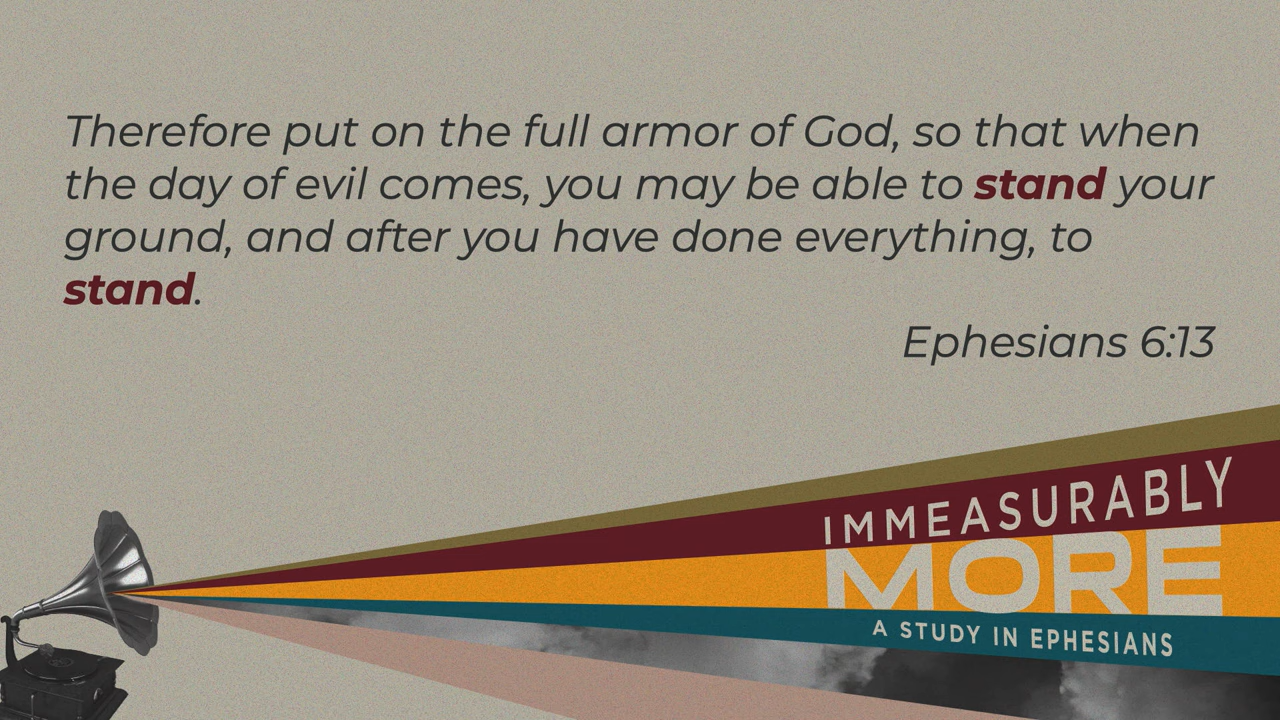 Therefore put on the full armor of God, so that when
the day of evil comes, you may be able to stand your
ground, and after you have done everything, to
stand.
Ephesians 6:13
IMMEASURABLY
MORE
A STUDY IN EPHESIANS